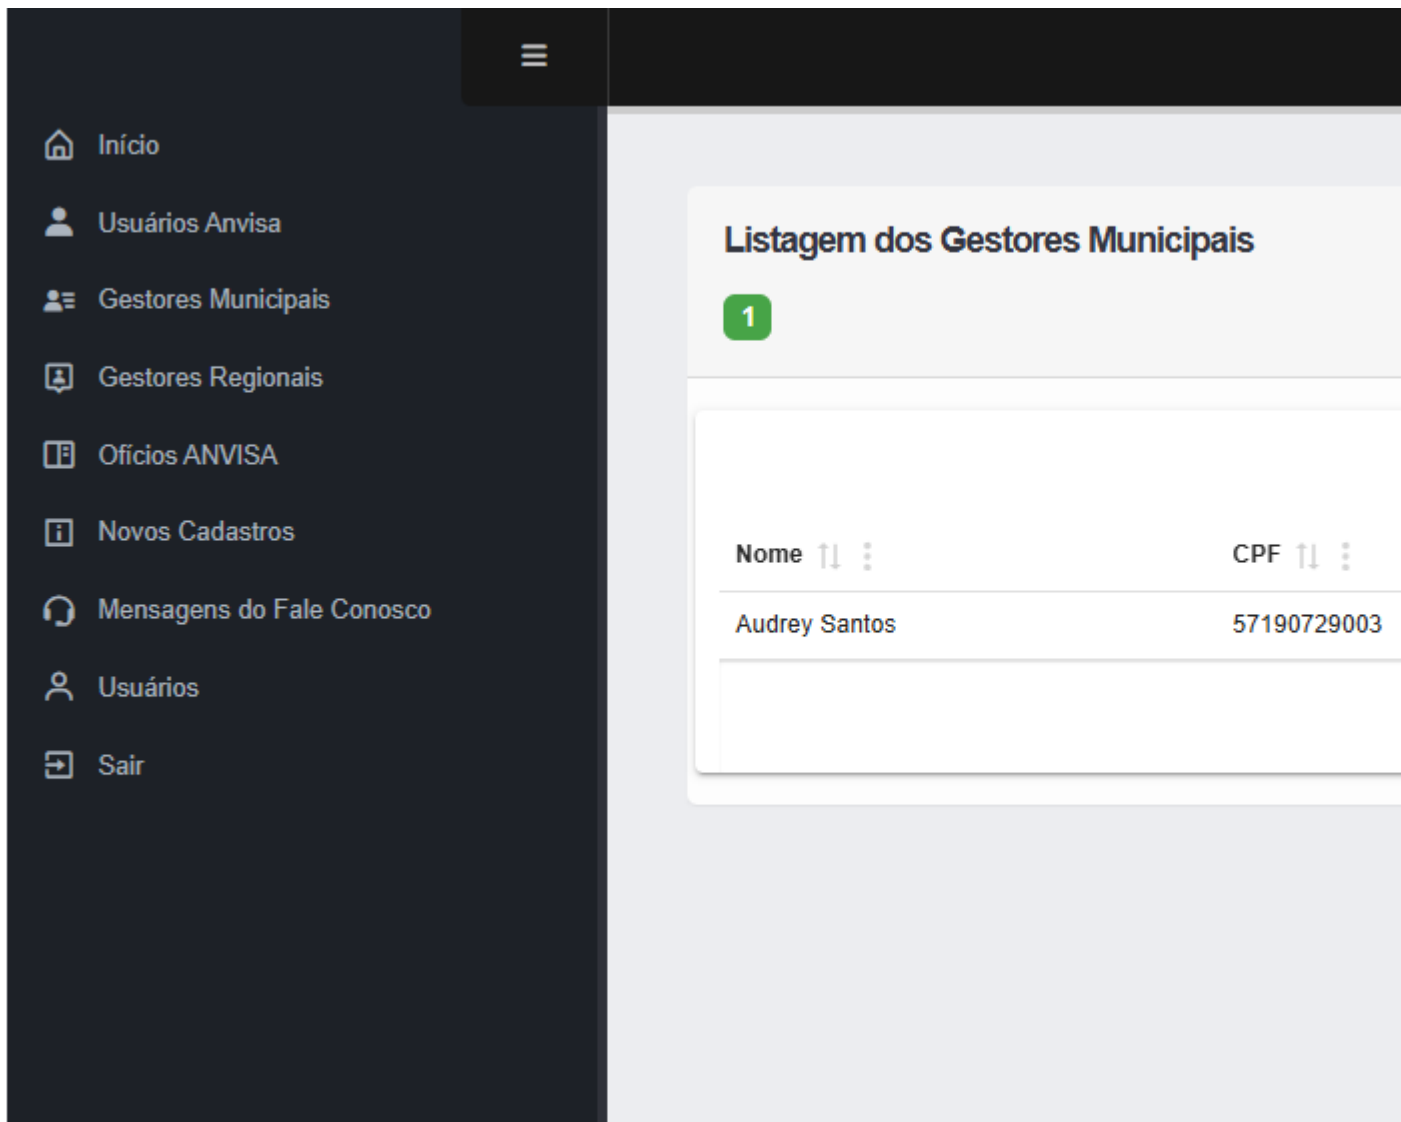 Início
Usuários Anvisa
Gestores Municipais
Gestores Regionais
Ofícios ANVISA
Novos Cadastros
Mensagens do Fale Conosco
Usuários
Sair
Listagem dos Gestores Municipais
1
Nome CPF
Audrey Santos 57190729003